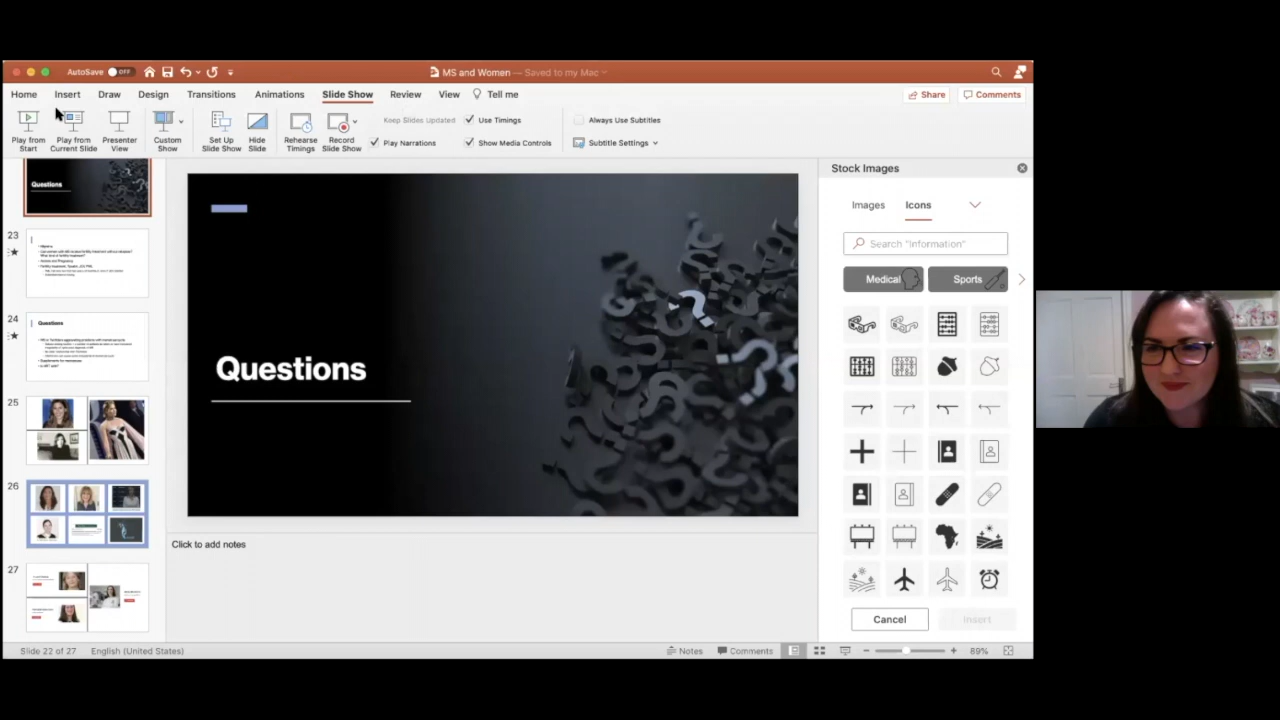 AutoSave OFF
MS and Women — Saved to my Mac
Home Insert Draw Design Transitions Animations Slide Show Review View Tell me
Share Comments
Play from Start
Play from Current Slide
Presenter View
Custom Show
Set Up Slide Show
Hide Slide
Rehearse Timings
Record Slide Show
Keep Slides Updated
Play Narrations
Use Timings
Show Media Controls
Always Use Subtitles
Subtitle Settings
Questions
23
24
Questions
25
26
27
Questions
Click to add notes
Stock Images
Images Icons
Search "Information"
Medical Sports
Cancel Insert
Slide 22 of 27 English (United States)
Notes Comments 89%